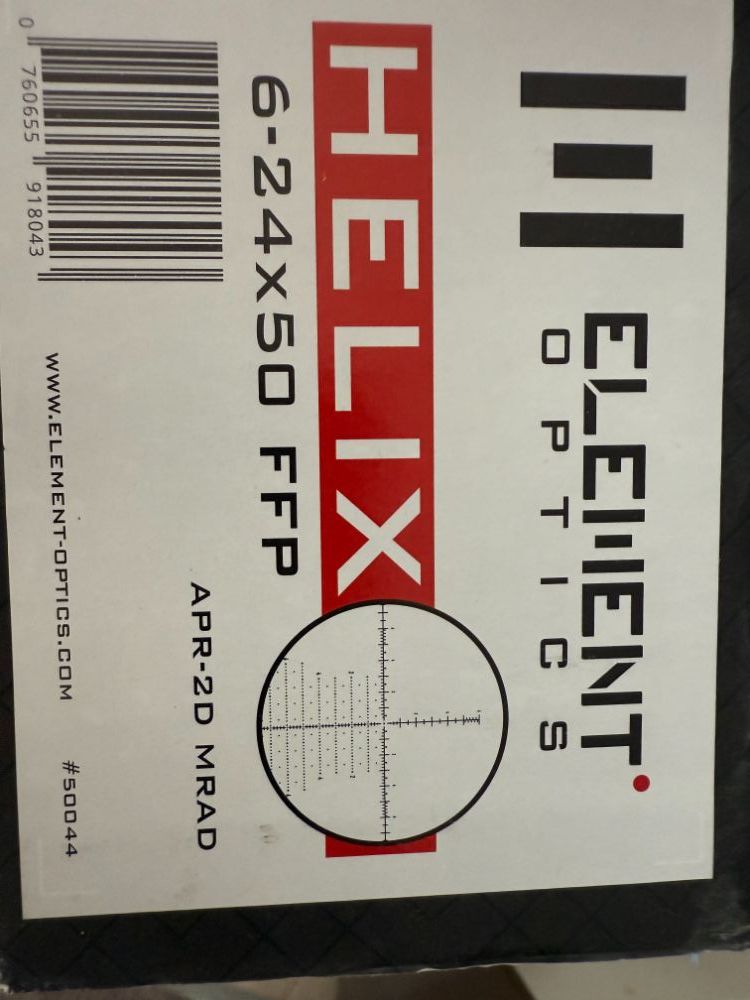 ELEMENT
OPTICS
HELIX
6-24x50 FFP
APR-2D MRAD
0 760655 918043
WWW.ELEMENT-OPTICS.COM #50044